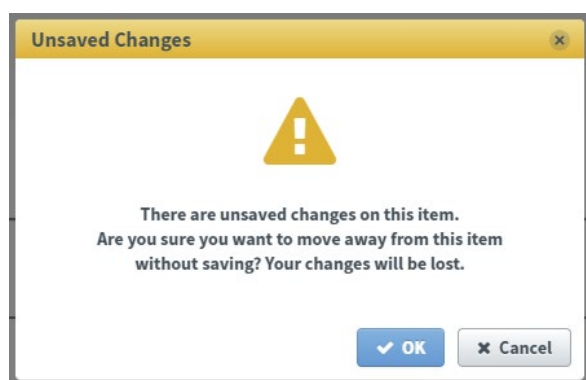 Unsaved Changes
There are unsaved changes on this item.
Are you sure you want to move away from this item
without saving? Your changes will be lost.
OK
Cancel